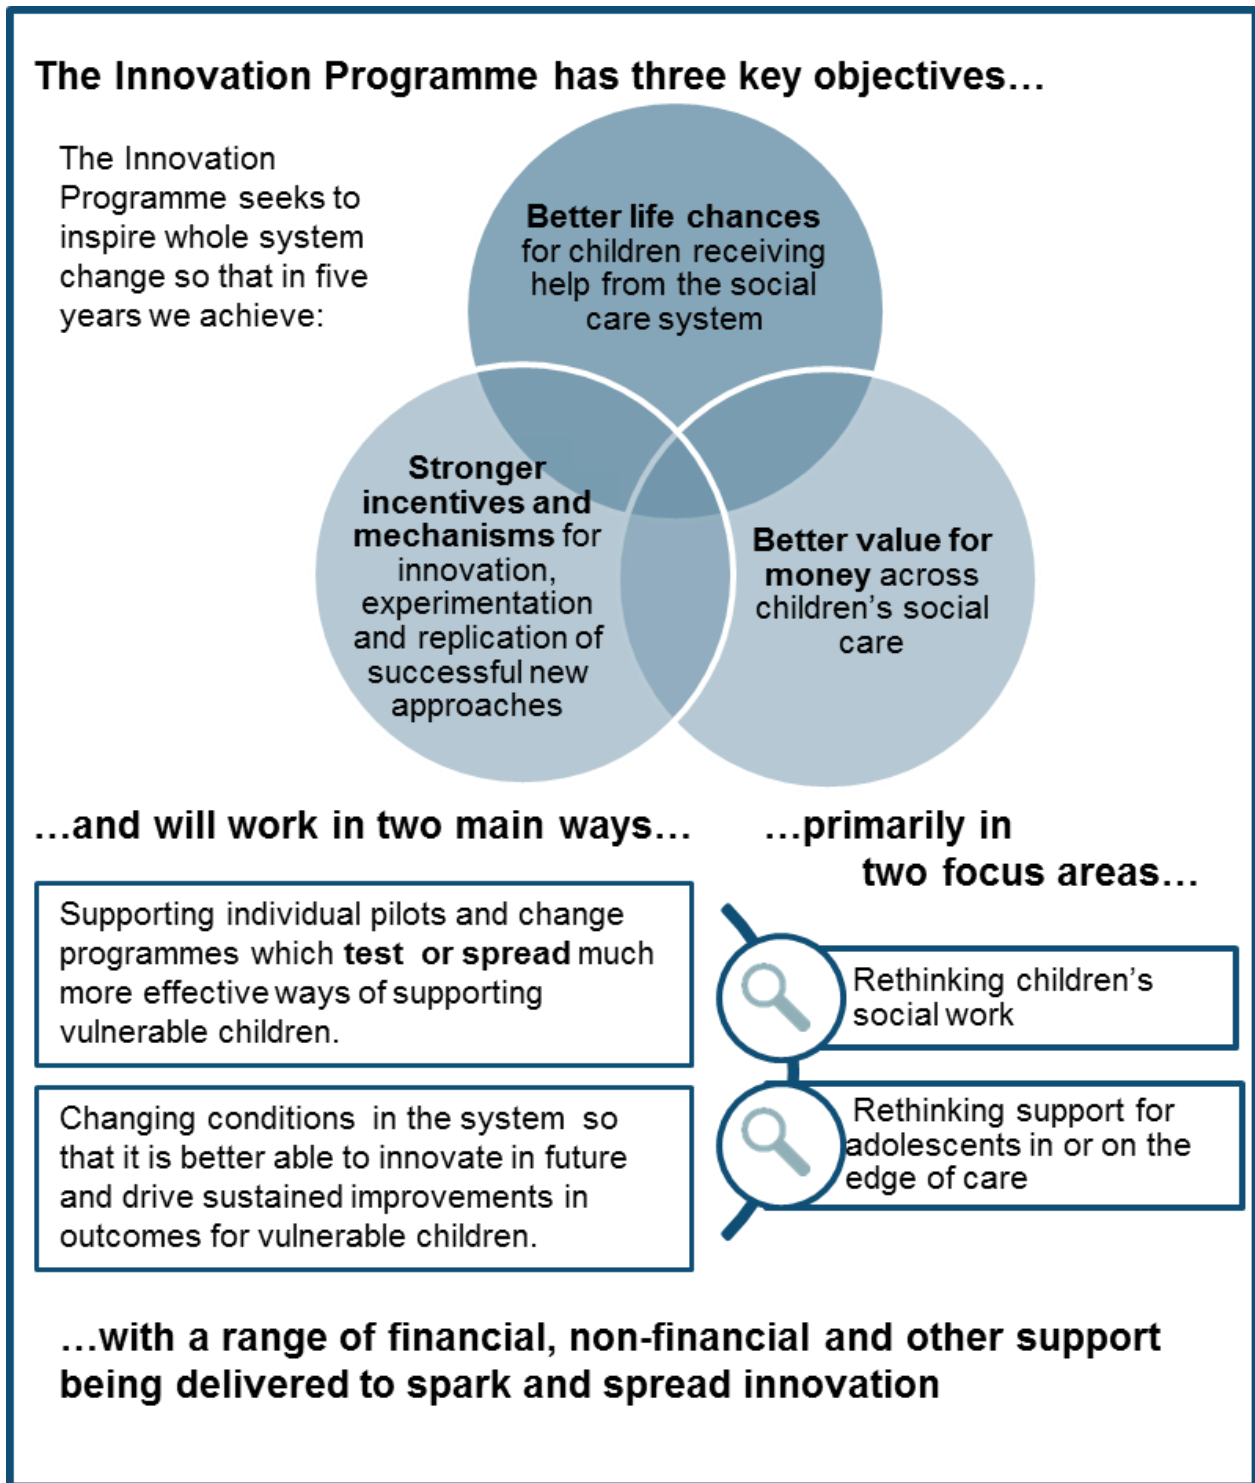 The Innovation Programme has three key objectives…
The Innovation
Programme seeks to
inspire whole system
change so that in five
years we achieve:
Better life chances
for children receiving
help from the social
care system
Stronger
incentives and
mechanisms for
innovation,
experimentation
and replication of
successful new
approaches
Better value for
money across
children’s social
care
…and will work in two main ways…
Supporting individual pilots and change
programmes which test or spread much
more effective ways of supporting
vulnerable children.
Changing conditions in the system so
that it is better able to innovate in future
and drive sustained improvements in
outcomes for vulnerable children.
…primarily in
two focus areas…
Rethinking children’s
social work
Rethinking support for
adolescents in or on the
edge of care
…with a range of financial, non-financial and other support
being delivered to spark and spread innovation